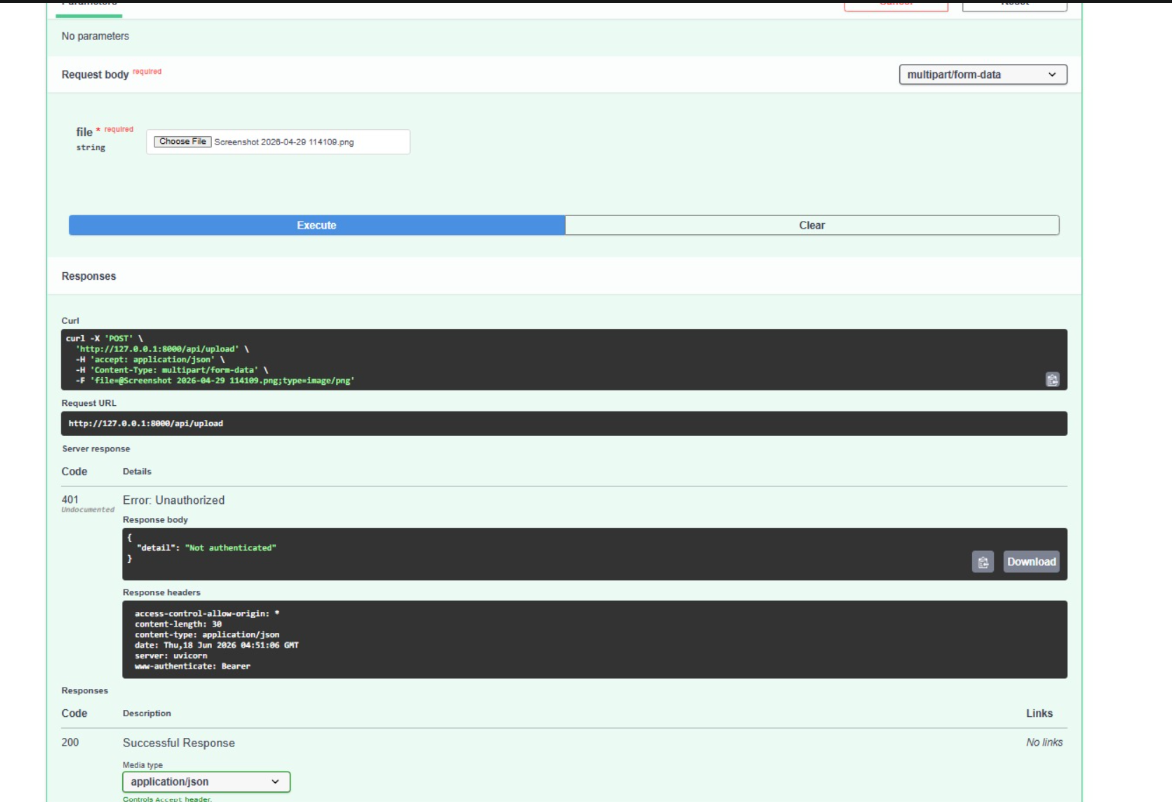 Parameters
Cancel Reset
No parameters
Request body required multipart/form-data
file * required
string
Choose File Screenshot 2026-04-29 114109.png
Execute Clear
Responses
Curl
curl -X 'POST' \
'http://127.0.0.1:8000/api/upload' \
-H 'accept: application/json' \
-H 'Content-Type: multipart/form-data' \
-F 'file=@Screenshot 2026-04-29 114109.png;type=image/png'
Request URL
http://127.0.0.1:8000/api/upload
Server response
Code Details
401 Error: Unauthorized
Undocumented
Response body
{
"detail": "Not authenticated"
}
Download
Response headers
access-control-allow-origin: *
content-length: 30
content-type: application/json
date: Thu,18 Jun 2026 04:51:06 GMT
server: uvicorn
www-authenticate: Bearer
Responses
Code Description Links
200 Successful Response No links
Media type
application/json
Controls Accept header.